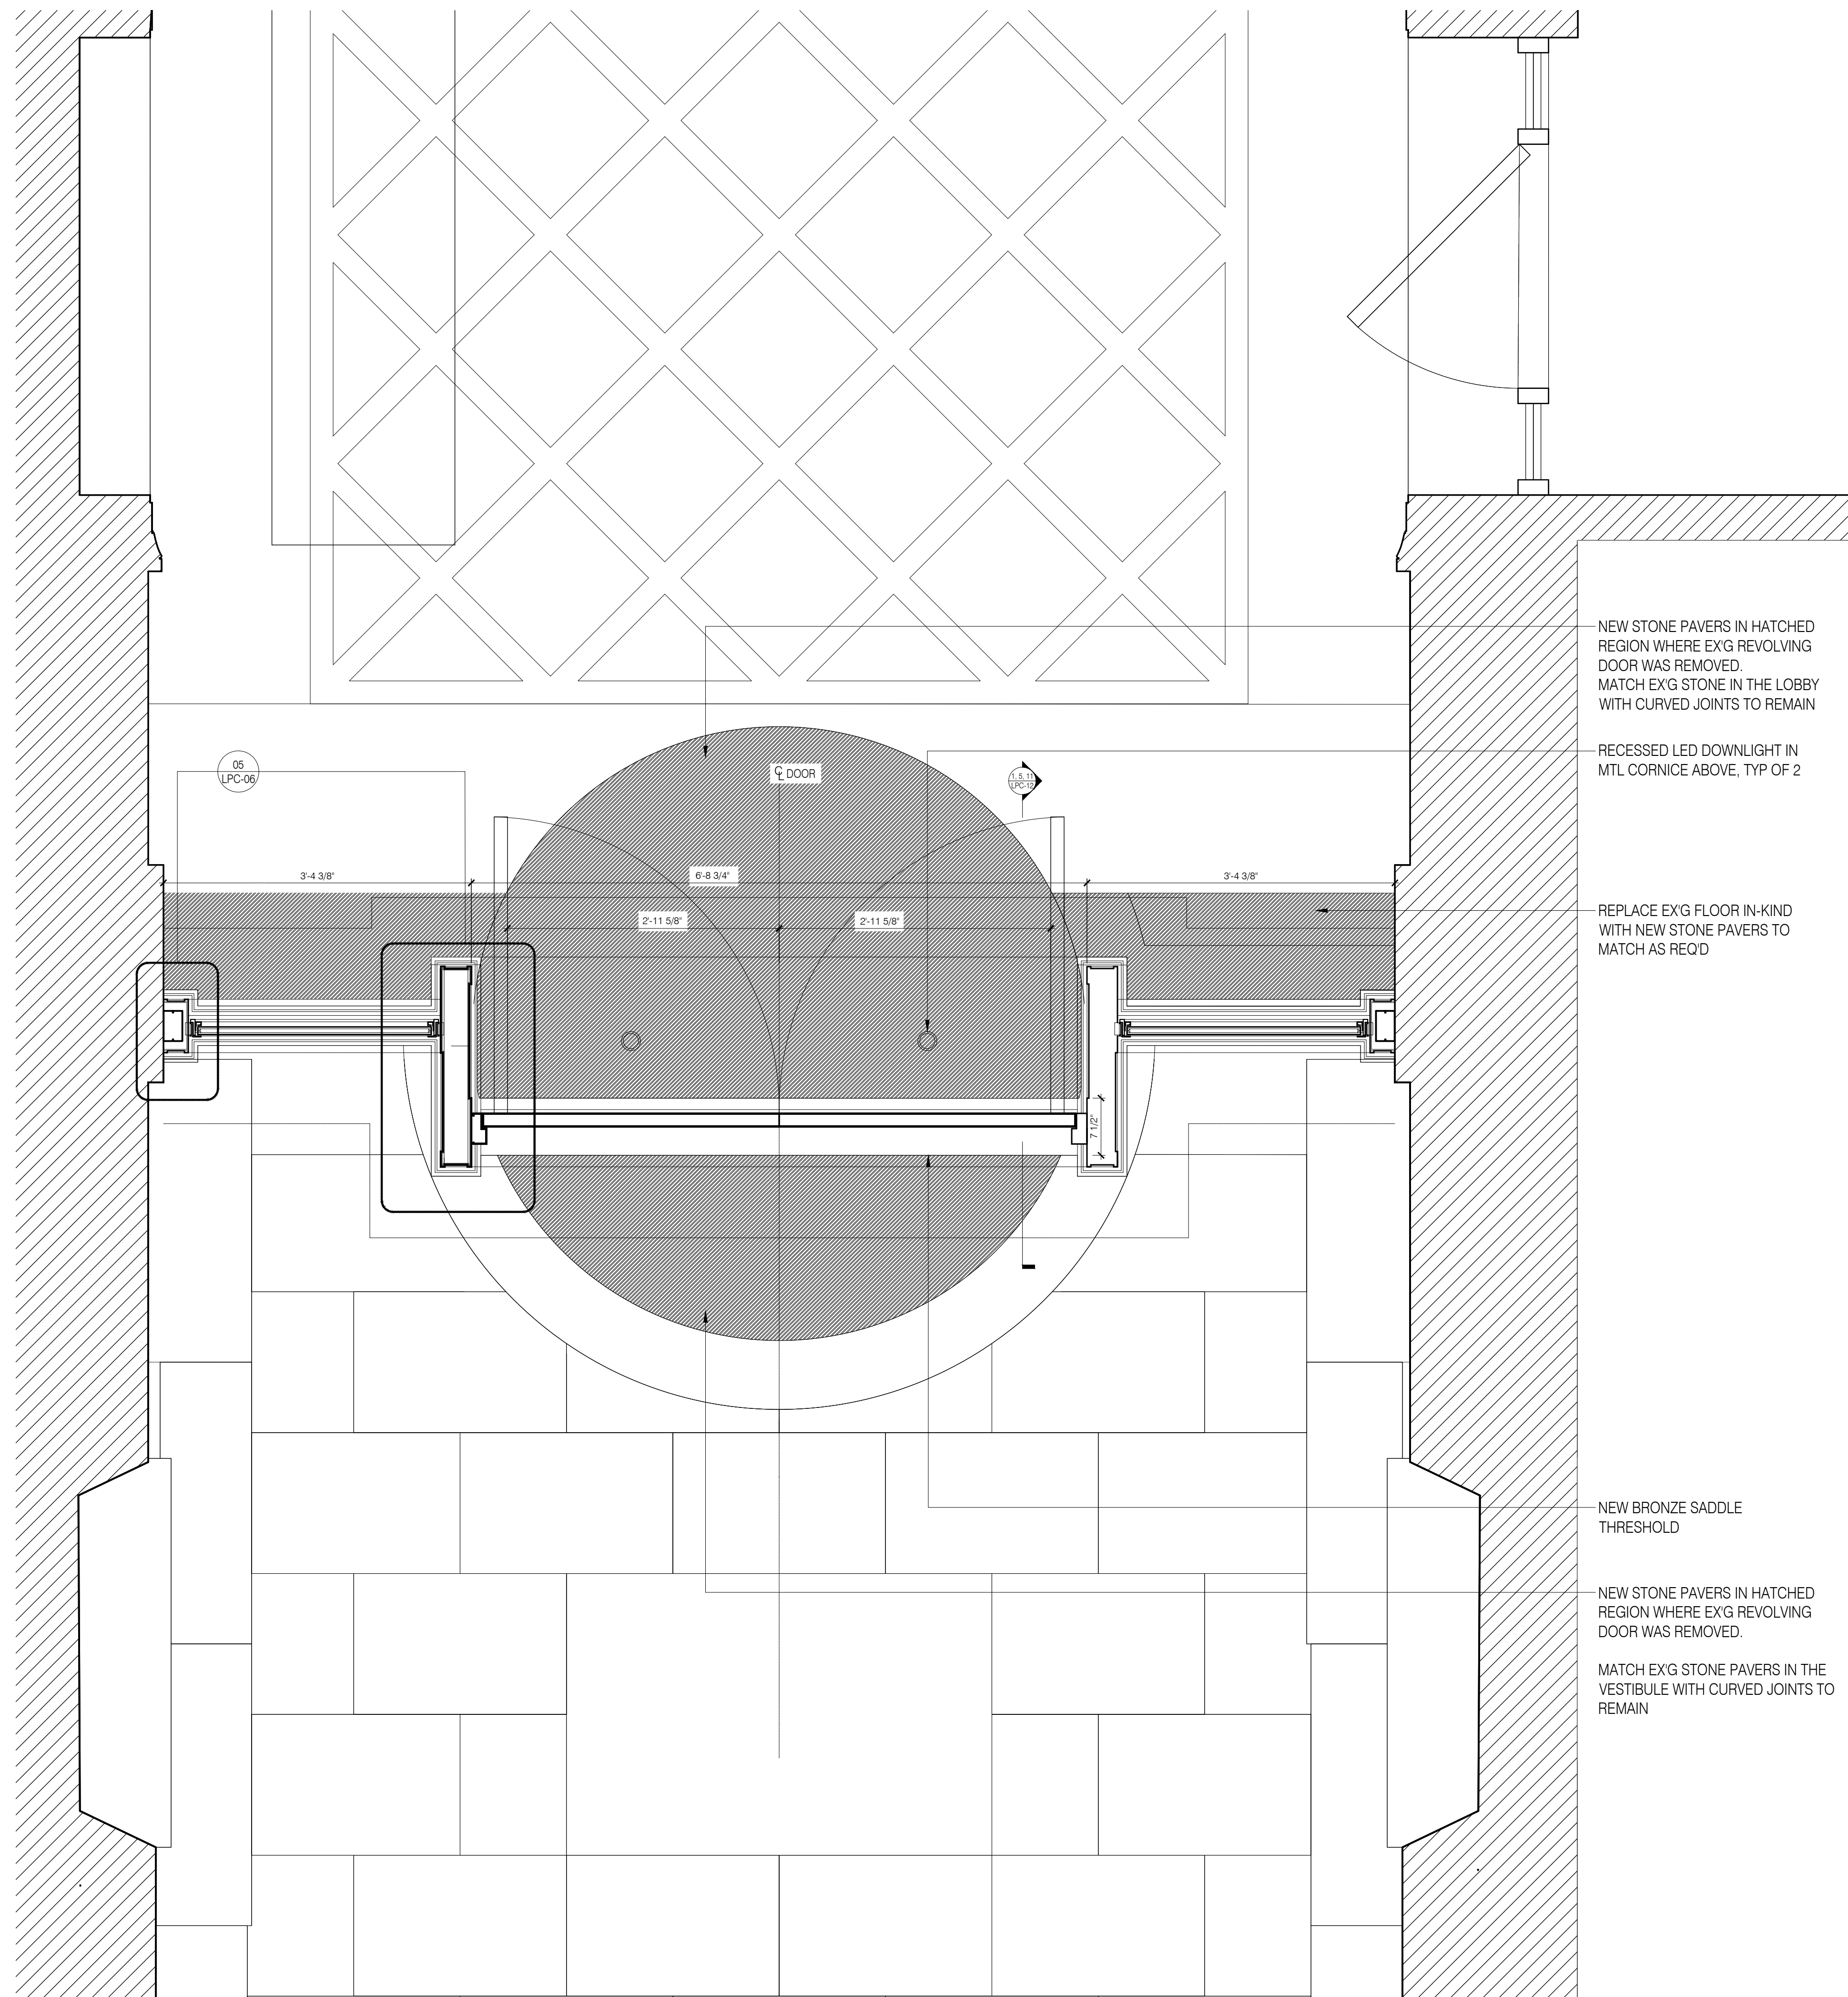 NEW STONE PAVERS IN HATCHED
REGION WHERE EX'G REVOLVING
DOOR WAS REMOVED.
MATCH EX'G STONE IN THE LOBBY
WITH CURVED JOINTS TO REMAIN
05
LPC-06
℄ DOOR
1, 5, 11
LPC-12
RECESSED LED DOWNLIGHT IN
MTL CORNICE ABOVE, TYP OF 2
3'-4 3/8"
6'-8 3/4"
3'-4 3/8"
2'-11 5/8"
2'-11 5/8"
REPLACE EX'G FLOOR IN-KIND
WITH NEW STONE PAVERS TO
MATCH AS REQ'D
7 1/2"
NEW BRONZE SADDLE
THRESHOLD
NEW STONE PAVERS IN HATCHED
REGION WHERE EX'G REVOLVING
DOOR WAS REMOVED.
MATCH EX'G STONE PAVERS IN THE
VESTIBULE WITH CURVED JOINTS TO
REMAIN